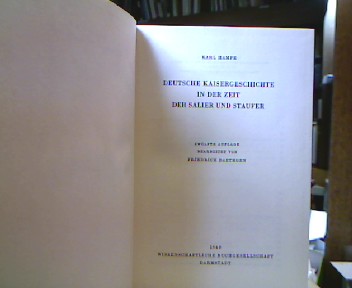 KARL HAMPE
DEUTSCHE KAISERGESCHICHTE
IN DER ZEIT
DER SALIER UND STAUFER
ZWÖLFTE AUFLAGE
BEARBEITET VON
FRIEDRICH BAETHGEN
WISSENSCHAFTLICHE BUCHGESELLSCHAFT
DARMSTADT